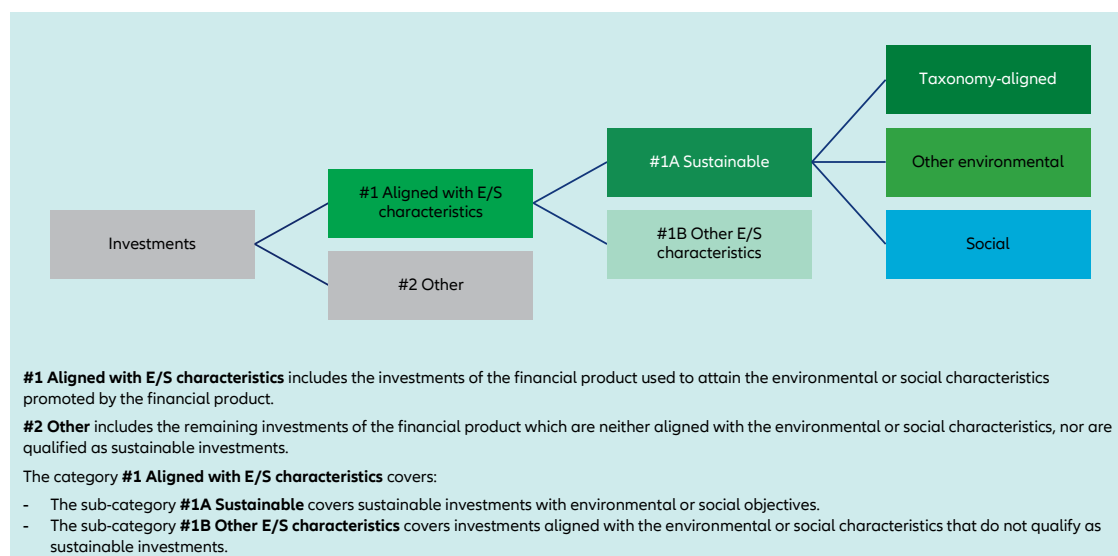 Taxonomy-aligned
#1A Sustainable
Other environmental
#1 Aligned with E/S
characteristics
#1B Other E/S
characteristics
Investments
Social
#2 Other
#1 Aligned with E/S characteristics includes the investments of the financial product used to attain the environmental or social characteristics
promoted by the financial product.
#2 Other includes the remaining investments of the financial product which are neither aligned with the environmental or social characteristics, nor are
qualified as sustainable investments.
The category #1 Aligned with E/S characteristics covers:
- The sub-category #1A Sustainable covers sustainable investments with environmental or social objectives.
- The sub-category #1B Other E/S characteristics covers investments aligned with the environmental or social characteristics that do not qualify as
sustainable investments.